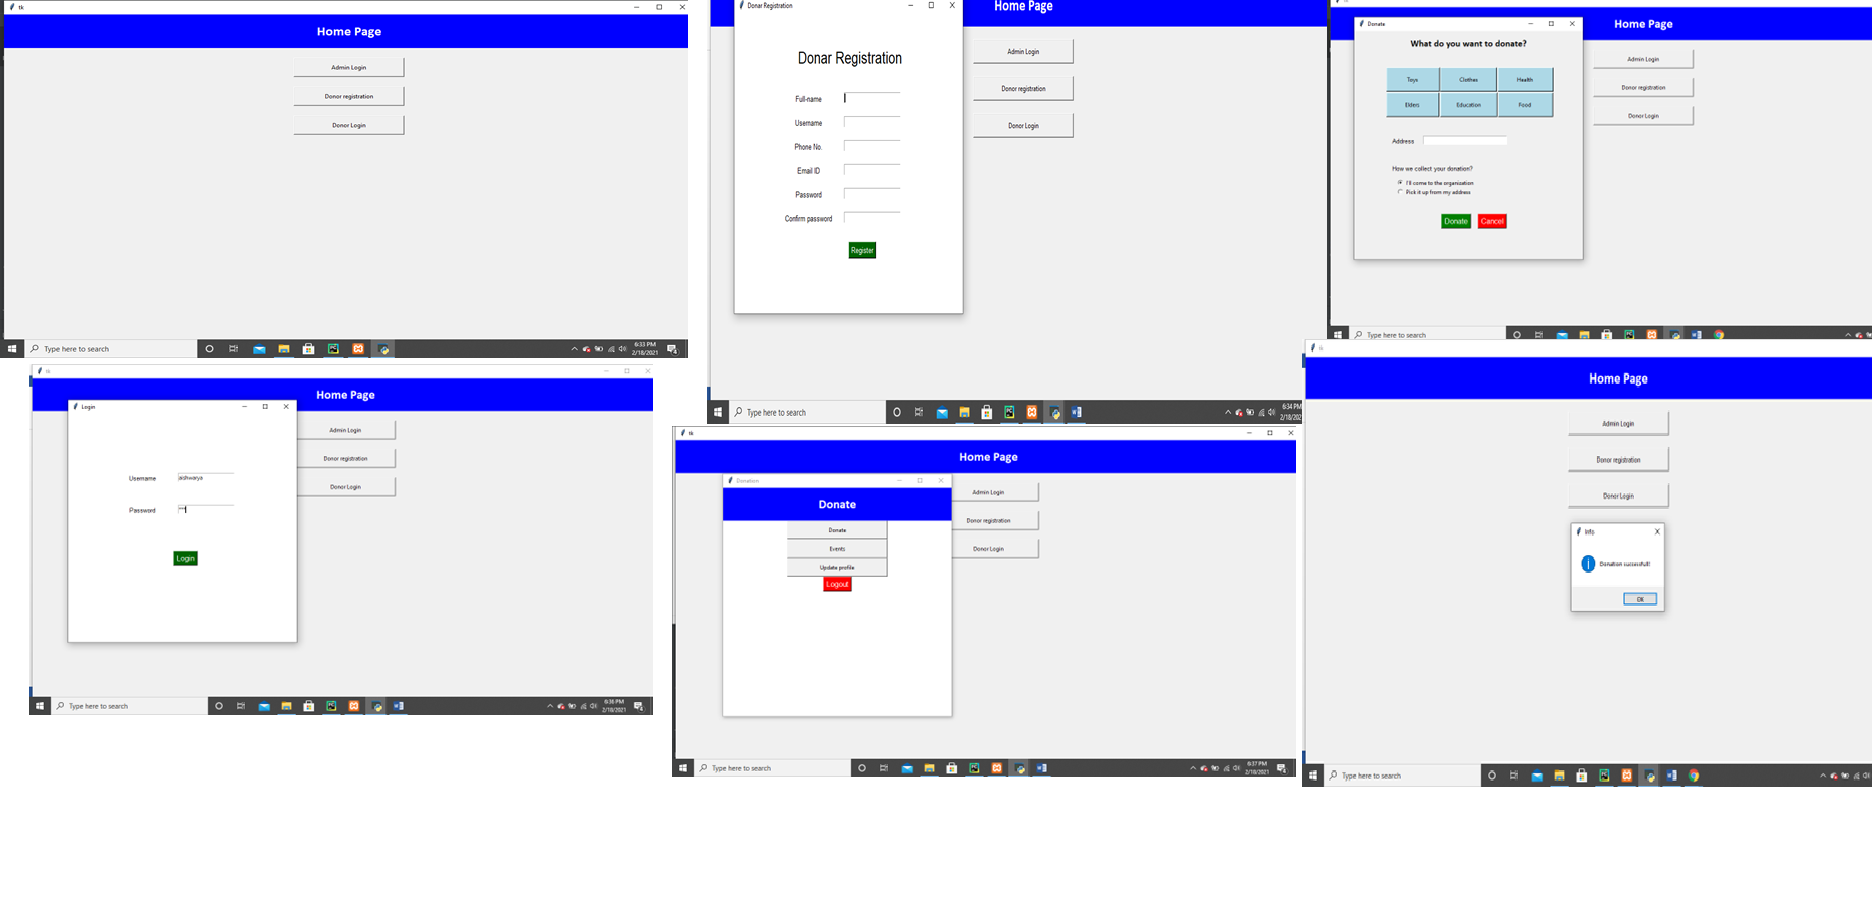 tk
Home Page
Admin Login
Donor registration
Donor Login
Type here to search
6:33 PM
2/18/2021
Donar Registration
Home Page
Donar Registration
Full-name
Username
Phone No.
Email ID
Password
Confirm password
Register
Admin Login
Donor registration
Donor Login
Type here to search
6:34 PM
2/18/202
Donate
Home Page
What do you want to donate?
Toys
Clothes
Health
Elders
Education
Food
Address
How we collect your donation?
I'll come to the organization
Pick it up from my address
Donate
Cancel
Admin Login
Donor registration
Donor Login
Type here to search
tk
Home Page
Login
Username
aishwarya
Password
Login
Admin Login
Donor registration
Donor Login
Type here to search
6:36 PM
2/18/2021
tk
Home Page
Donation
Donate
Donate
Events
Update profile
Logout
Admin Login
Donor registration
Donor Login
Type here to search
6:37 PM
2/18/2021
tk
Home Page
Admin Login
Donor registration
Donor Login
Info
Donation successfull!
OK
Type here to search